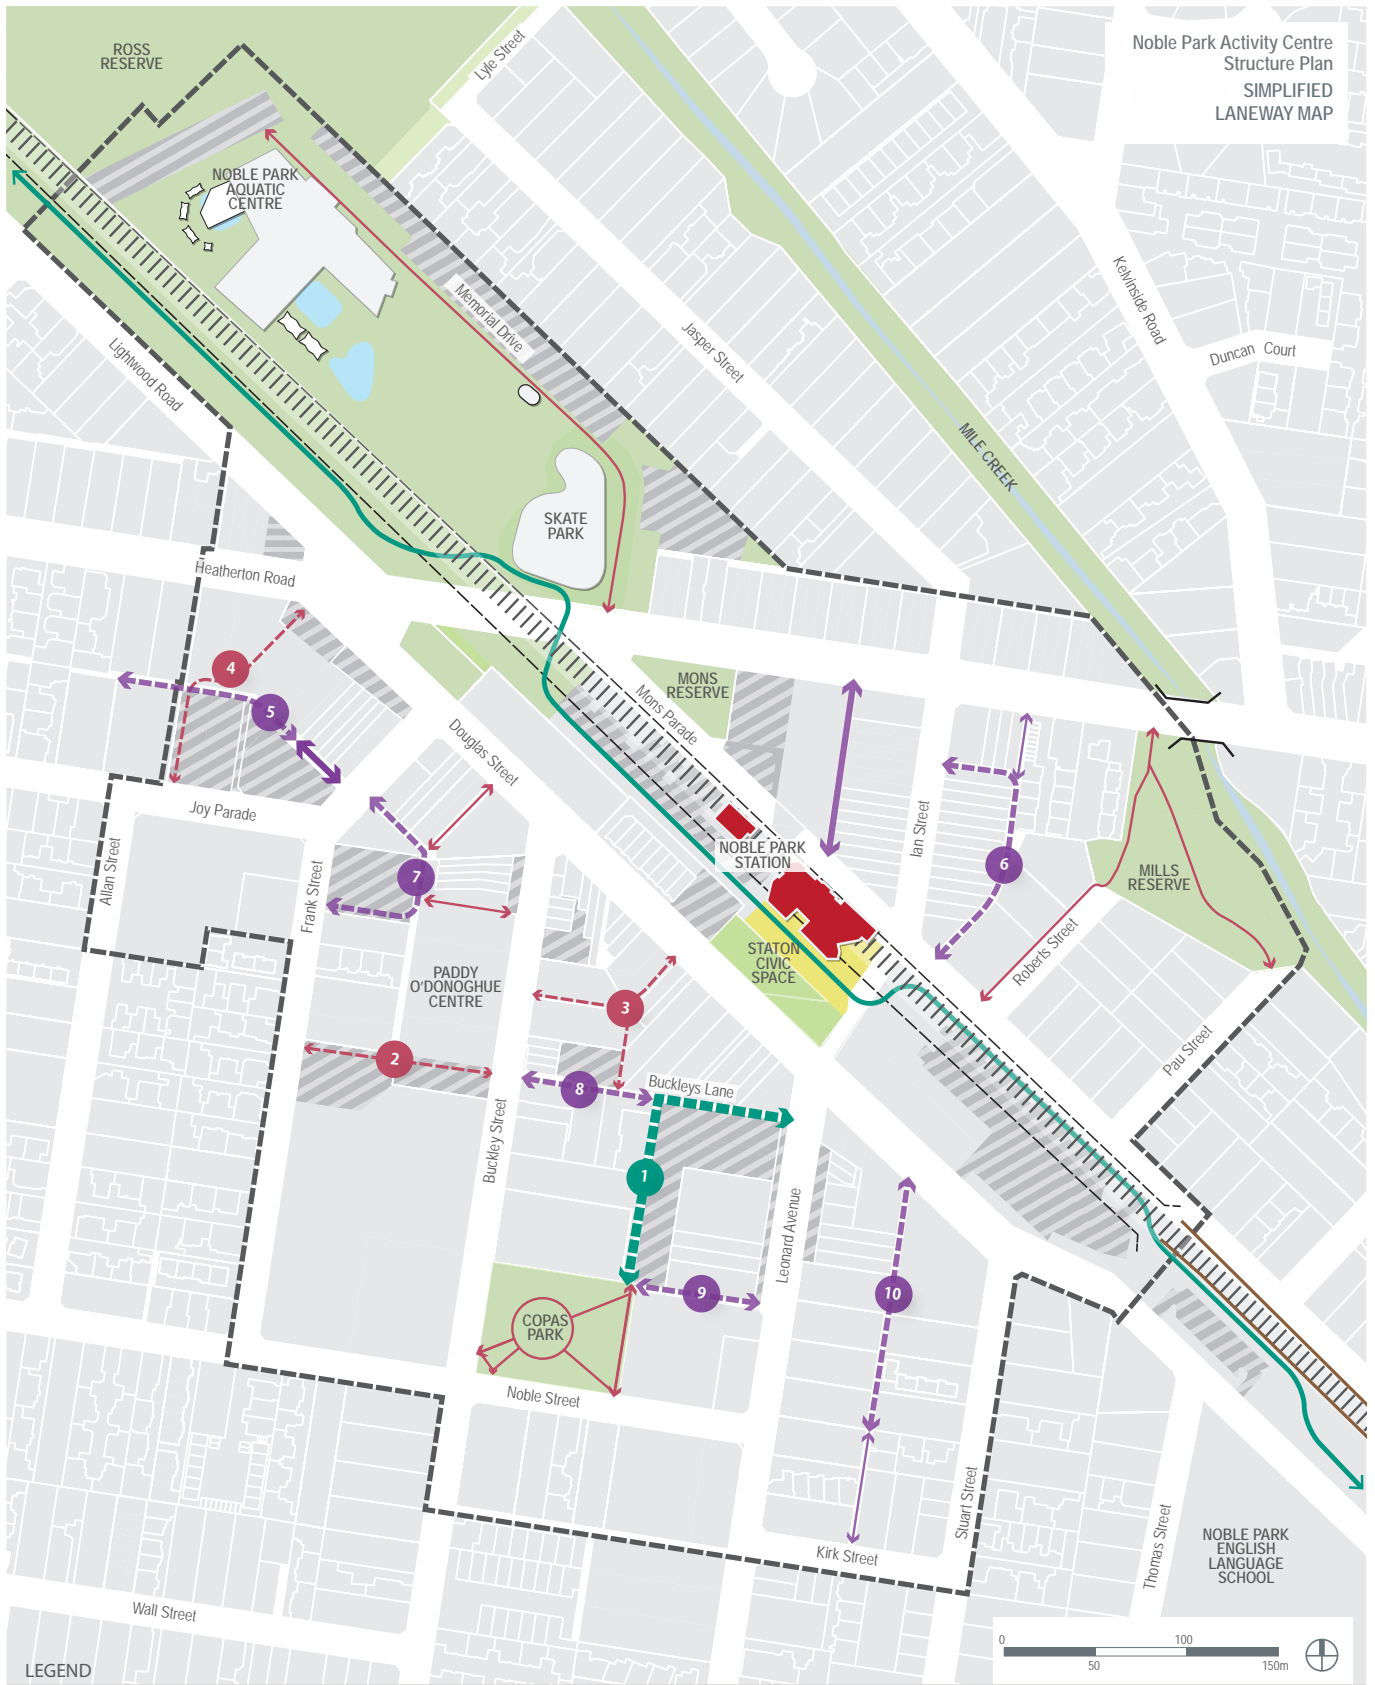 Noble Park Activity Centre
Structure Plan
SIMPLIFIED
LANEWAY MAP
ROSS
RESERVE
Lyle Street
NOBLE PARK
AQUATIC
CENTRE
Memorial Drive
Jasper Street
Kelvinside Road
Duncan Court
Lightwood Road
MILE CREEK
SKATE
PARK
Heatherton Road
4
5
MONS
RESERVE
Mons Parade
Douglas Street
Joy Parade
Allan Street
Frank Street
7
NOBLE PARK
STATION
Ian Street
6
MILLS
RESERVE
Roberts Street
STATON
CIVIC
SPACE
PADDY
O'DONOGHUE
CENTRE
3
2
8
Buckleys Lane
Pau Street
Buckley Street
1
Leonard Avenue
9
10
COPAS
PARK
Noble Street
Kirk Street
Stuart Street
Thomas Street
NOBLE PARK
ENGLISH
LANGUAGE
SCHOOL
Wall Street
0
100
50
150m
LEGEND